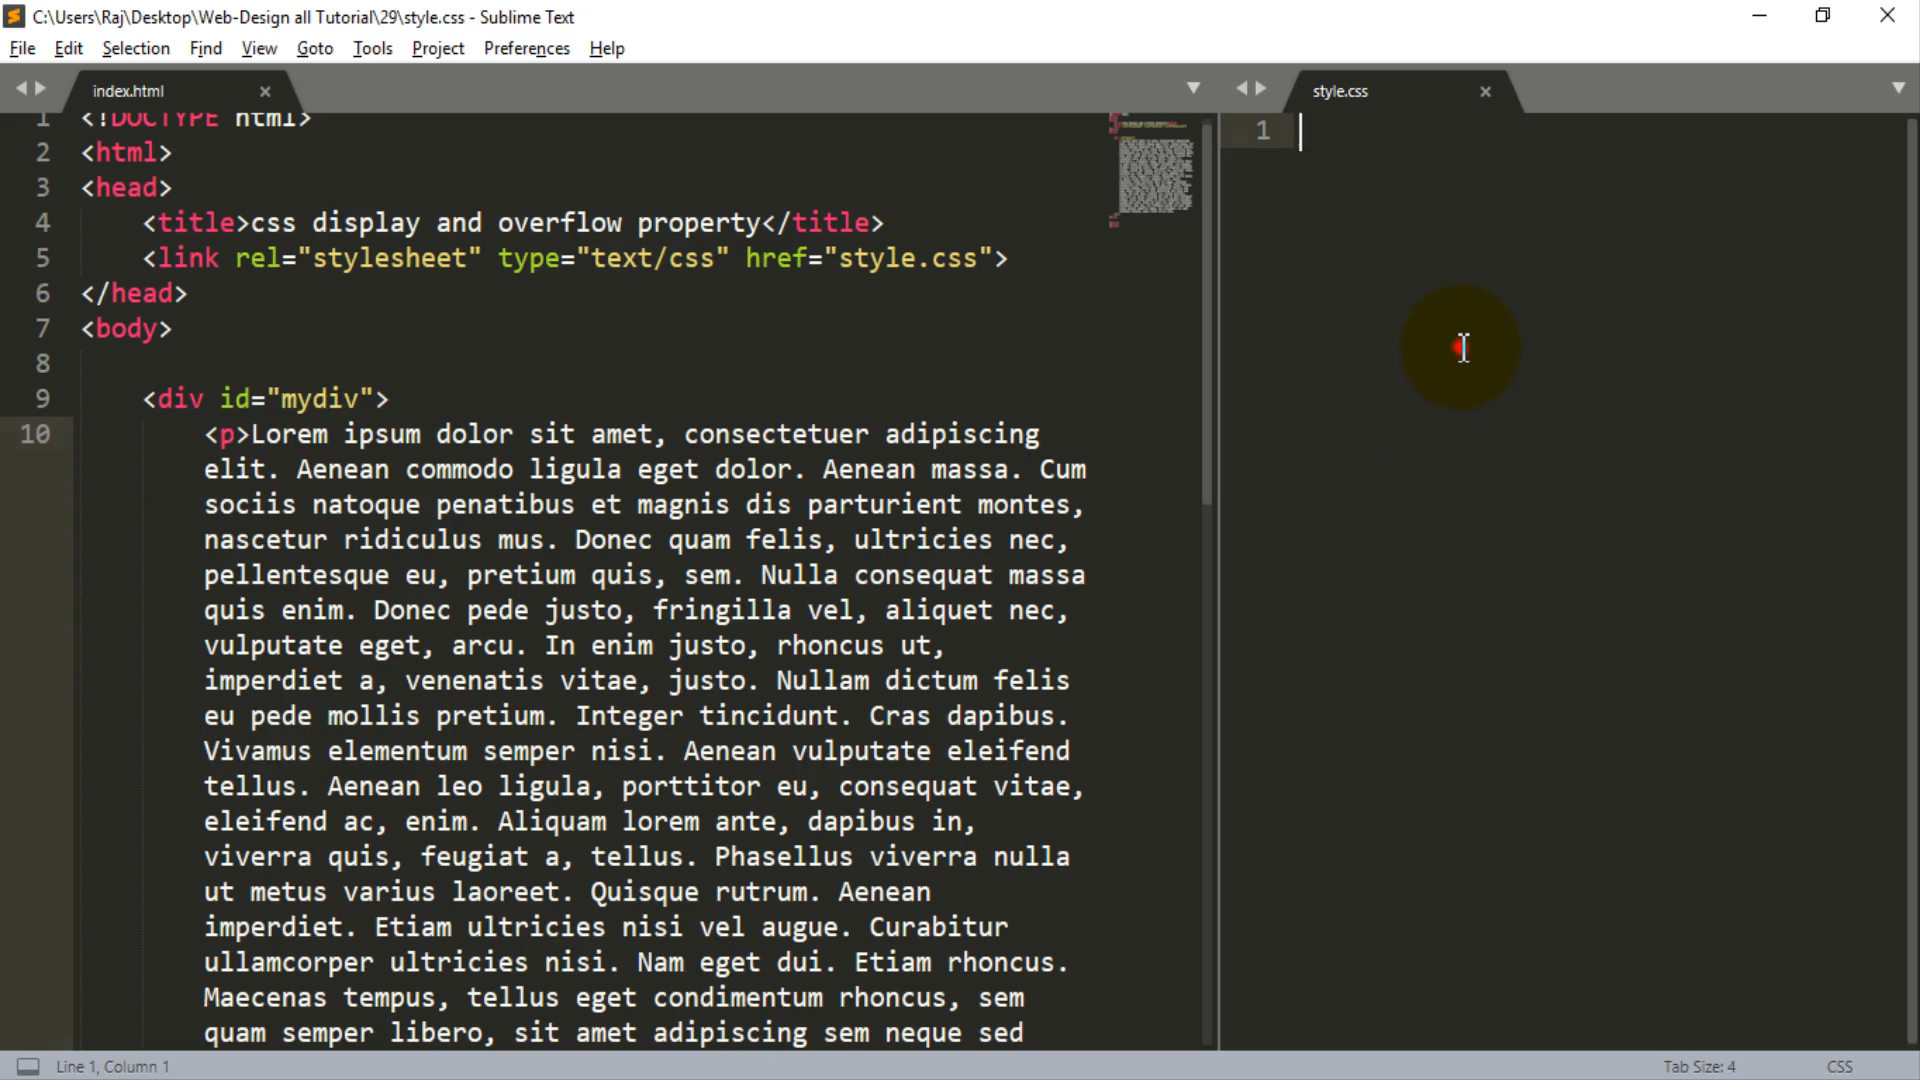 C:\Users\Raj\Desktop\Web-Design all Tutorial\29\style.css - Sublime Text
File Edit Selection Find View Goto Tools Project Preferences Help
index.html
style.css
1 <!DOCTYPE html>
2 <html>
3 <head>
4 <title>css display and overflow property</title>
5 <link rel="stylesheet" type="text/css" href="style.css">
6 </head>
7 <body>
8
9 <div id="mydiv">
10 <p>Lorem ipsum dolor sit amet, consectetuer adipiscing
elit. Aenean commodo ligula eget dolor. Aenean massa. Cum
sociis natoque penatibus et magnis dis parturient montes,
nascetur ridiculus mus. Donec quam felis, ultricies nec,
pellentesque eu, pretium quis, sem. Nulla consequat massa
quis enim. Donec pede justo, fringilla vel, aliquet nec,
vulputate eget, arcu. In enim justo, rhoncus ut,
imperdiet a, venenatis vitae, justo. Nullam dictum felis
eu pede mollis pretium. Integer tincidunt. Cras dapibus.
Vivamus elementum semper nisi. Aenean vulputate eleifend
tellus. Aenean leo ligula, porttitor eu, consequat vitae,
eleifend ac, enim. Aliquam lorem ante, dapibus in,
viverra quis, feugiat a, tellus. Phasellus viverra nulla
ut metus varius laoreet. Quisque rutrum. Aenean
imperdiet. Etiam ultricies nisi vel augue. Curabitur
ullamcorper ultricies nisi. Nam eget dui. Etiam rhoncus.
Maecenas tempus, tellus eget condimentum rhoncus, sem
quam semper libero, sit amet adipiscing sem neque sed
1
Line 1, Column 1
Tab Size: 4
CSS